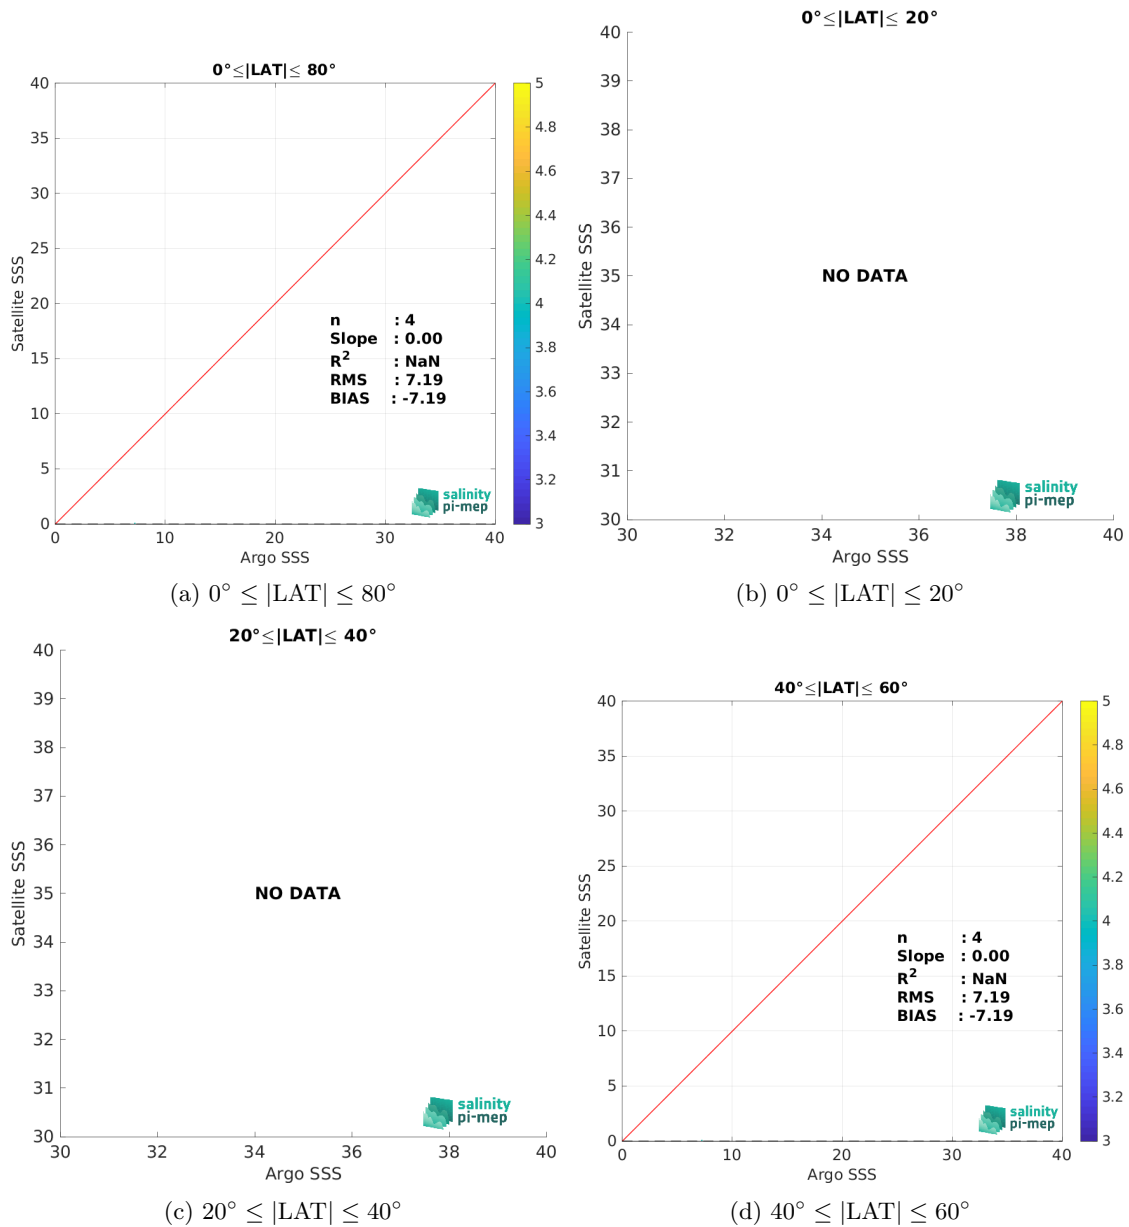 0°≤|LAT|≤ 80°
40
35
30
25
20
15
10
5
0
0
10
20
30
40
Satellite SSS
Argo SSS
n : 4
Slope : 0.00
R2 : NaN
RMS : 7.19
BIAS : -7.19
salinity
pi-mep
5
4.8
4.6
4.4
4.2
4
3.8
3.6
3.4
3.2
3
(a) 0° ≤ |LAT| ≤ 80°
0°≤|LAT|≤ 20°
40
39
38
37
36
35
34
33
32
31
30
30
32
34
36
38
40
Satellite SSS
Argo SSS
NO DATA
salinity
pi-mep
(b) 0° ≤ |LAT| ≤ 20°
20°≤|LAT|≤ 40°
40
39
38
37
36
35
34
33
32
31
30
30
32
34
36
38
40
Satellite SSS
Argo SSS
NO DATA
salinity
pi-mep
(c) 20° ≤ |LAT| ≤ 40°
40°≤|LAT|≤ 60°
40
35
30
25
20
15
10
5
0
0
10
20
30
40
Satellite SSS
Argo SSS
n : 4
Slope : 0.00
R2 : NaN
RMS : 7.19
BIAS : -7.19
salinity
pi-mep
5
4.8
4.6
4.4
4.2
4
3.8
3.6
3.4
3.2
3
(d) 40° ≤ |LAT| ≤ 60°